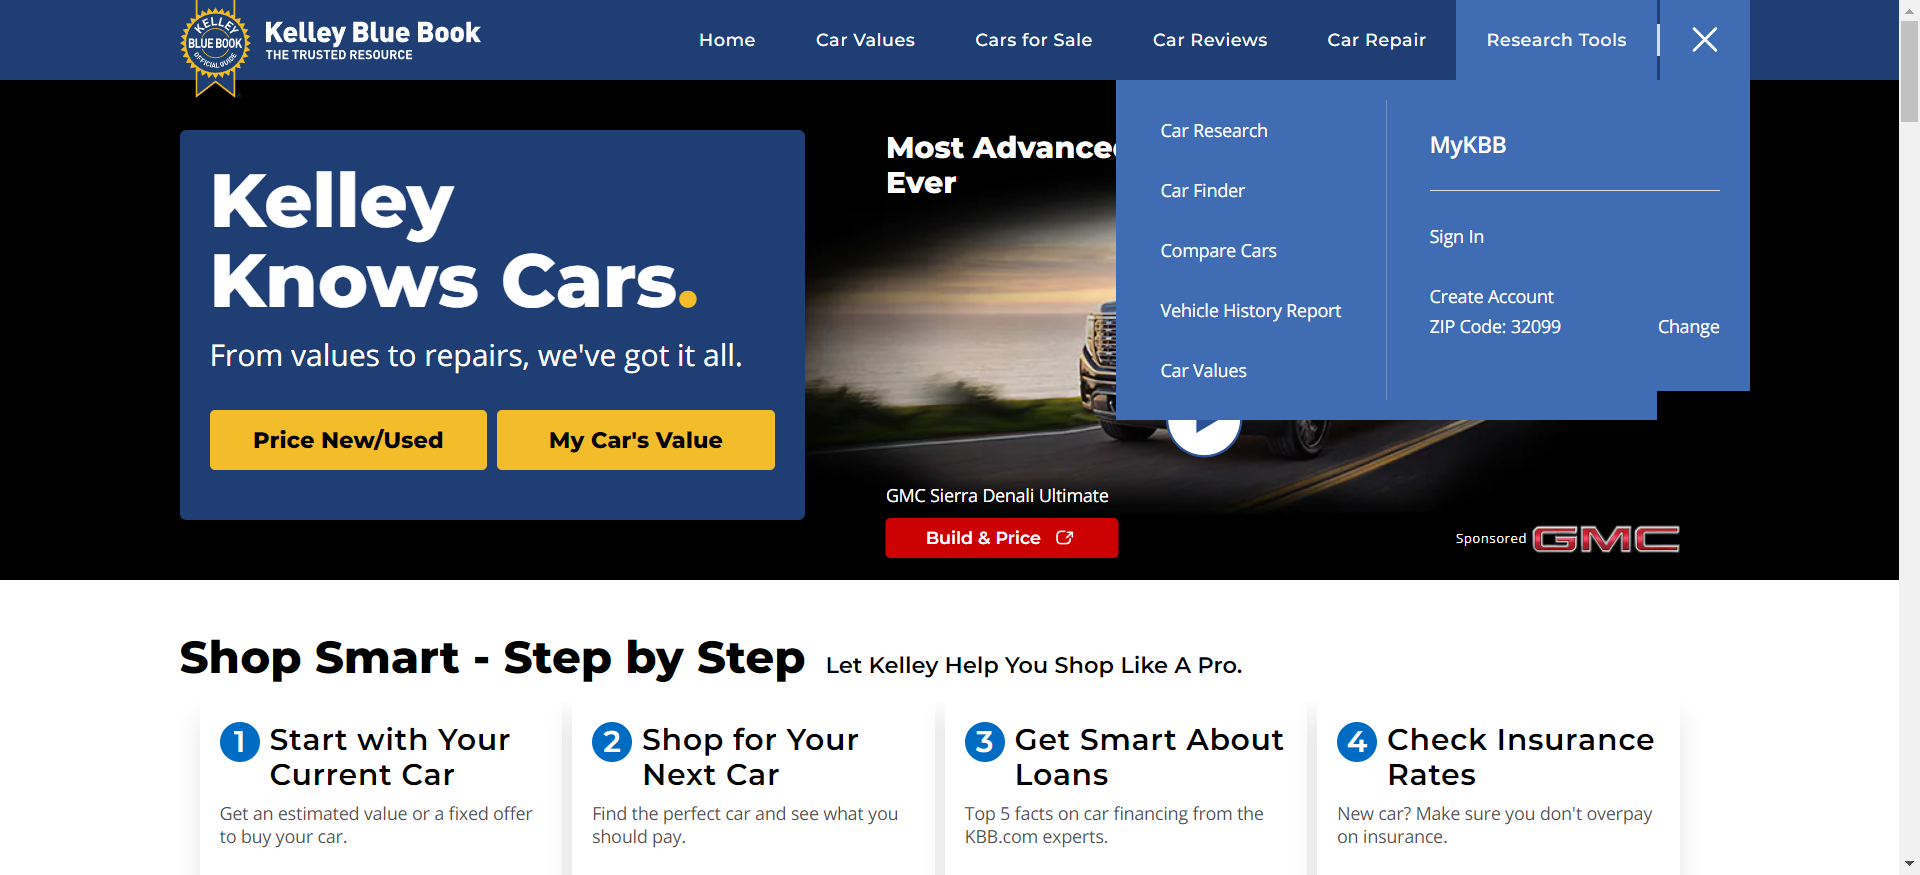 KELLEY
BLUE BOOK
OFFICIAL GUIDE
Kelley Blue Book
THE TRUSTED RESOURCE
Home
Car Values
Cars for Sale
Car Reviews
Car Repair
Research Tools
Car Research
Car Finder
Compare Cars
Vehicle History Report
Car Values
MyKBB
Sign In
Create Account
ZIP Code: 32099
Change
Kelley
Knows Cars.
From values to repairs, we've got it all.
Price New/Used
My Car's Value
Most Advance
Ever
GMC Sierra Denali Ultimate
Build & Price
Sponsored
GMC
Shop Smart - Step by Step
Let Kelley Help You Shop Like A Pro.
1
Start with Your
Current Car
Get an estimated value or a fixed offer
to buy your car.
2
Shop for Your
Next Car
Find the perfect car and see what you
should pay.
3
Get Smart About
Loans
Top 5 facts on car financing from the
KBB.com experts.
4
Check Insurance
Rates
New car? Make sure you don't overpay
on insurance.